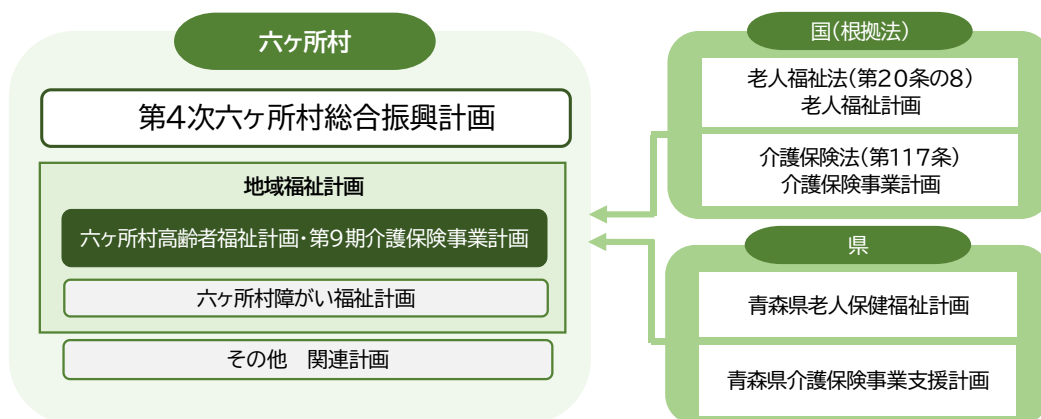 六ヶ所村
第4次六ヶ所村総合振興計画
地域福祉計画
六ヶ所村高齢者福祉計画・第9期介護保険事業計画
六ヶ所村障がい福祉計画
その他　関連計画
国（根拠法）
老人福祉法（第20条の8）
老人福祉計画
介護保険法（第117条）
介護保険事業計画
県
青森県老人保健福祉計画
青森県介護保険事業支援計画